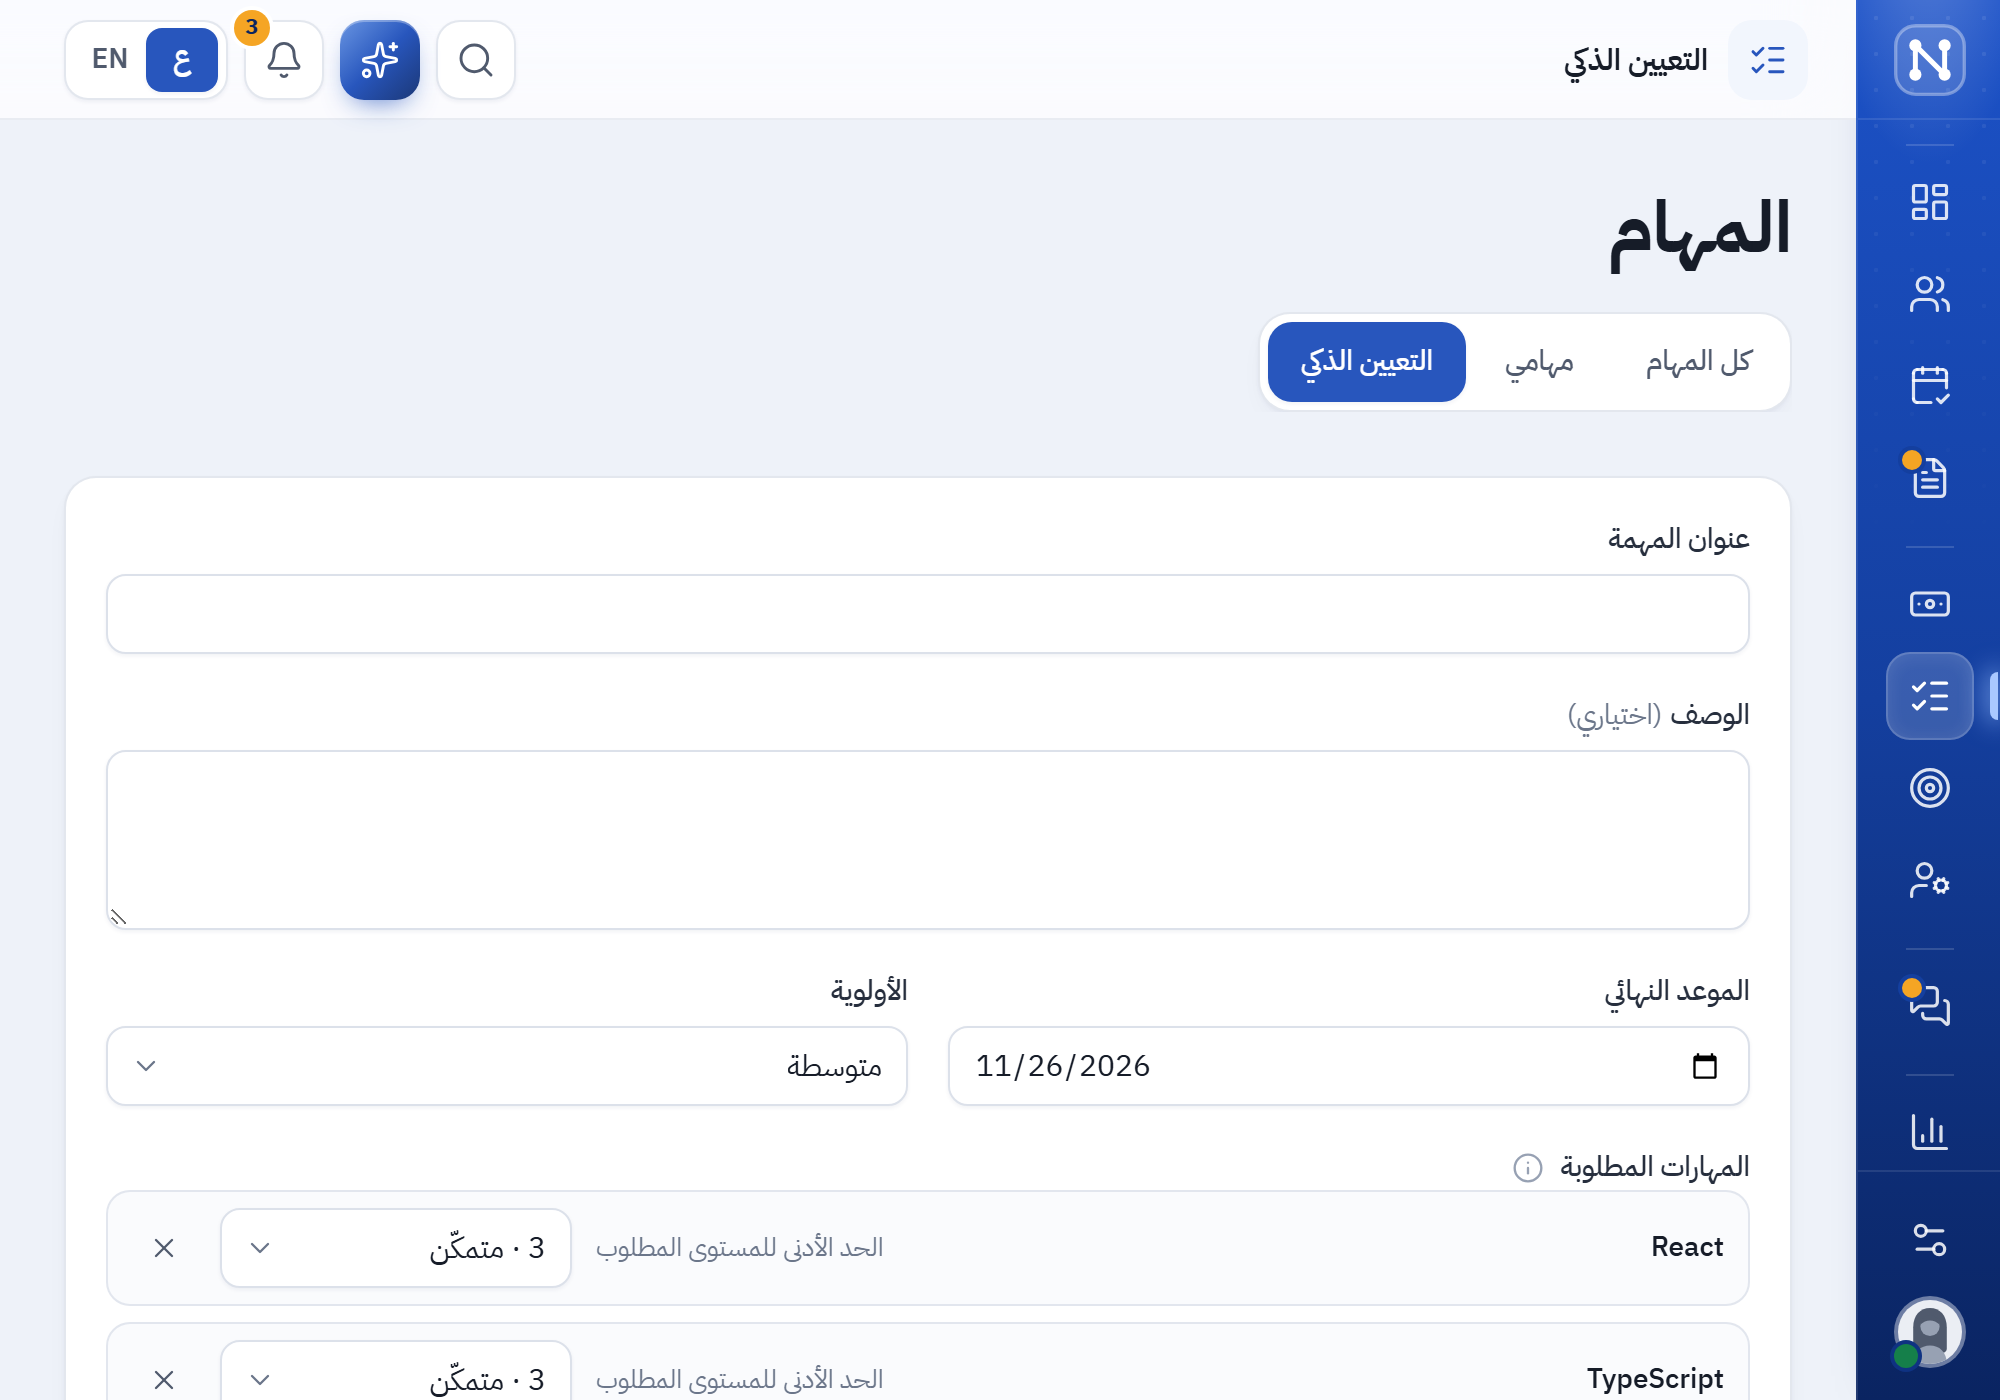 التعيين الذكي
3
ع
EN
المهام
كل المهام
مهامي
التعيين الذكي
عنوان المهمة
الوصف (اختياري)
الموعد النهائي
الأولوية
11/26/2026
متوسطة
المهارات المطلوبة
React
الحد الأدنى للمستوى المطلوب
3 · متمكّن
TypeScript
الحد الأدنى للمستوى المطلوب
3 · متمكّن